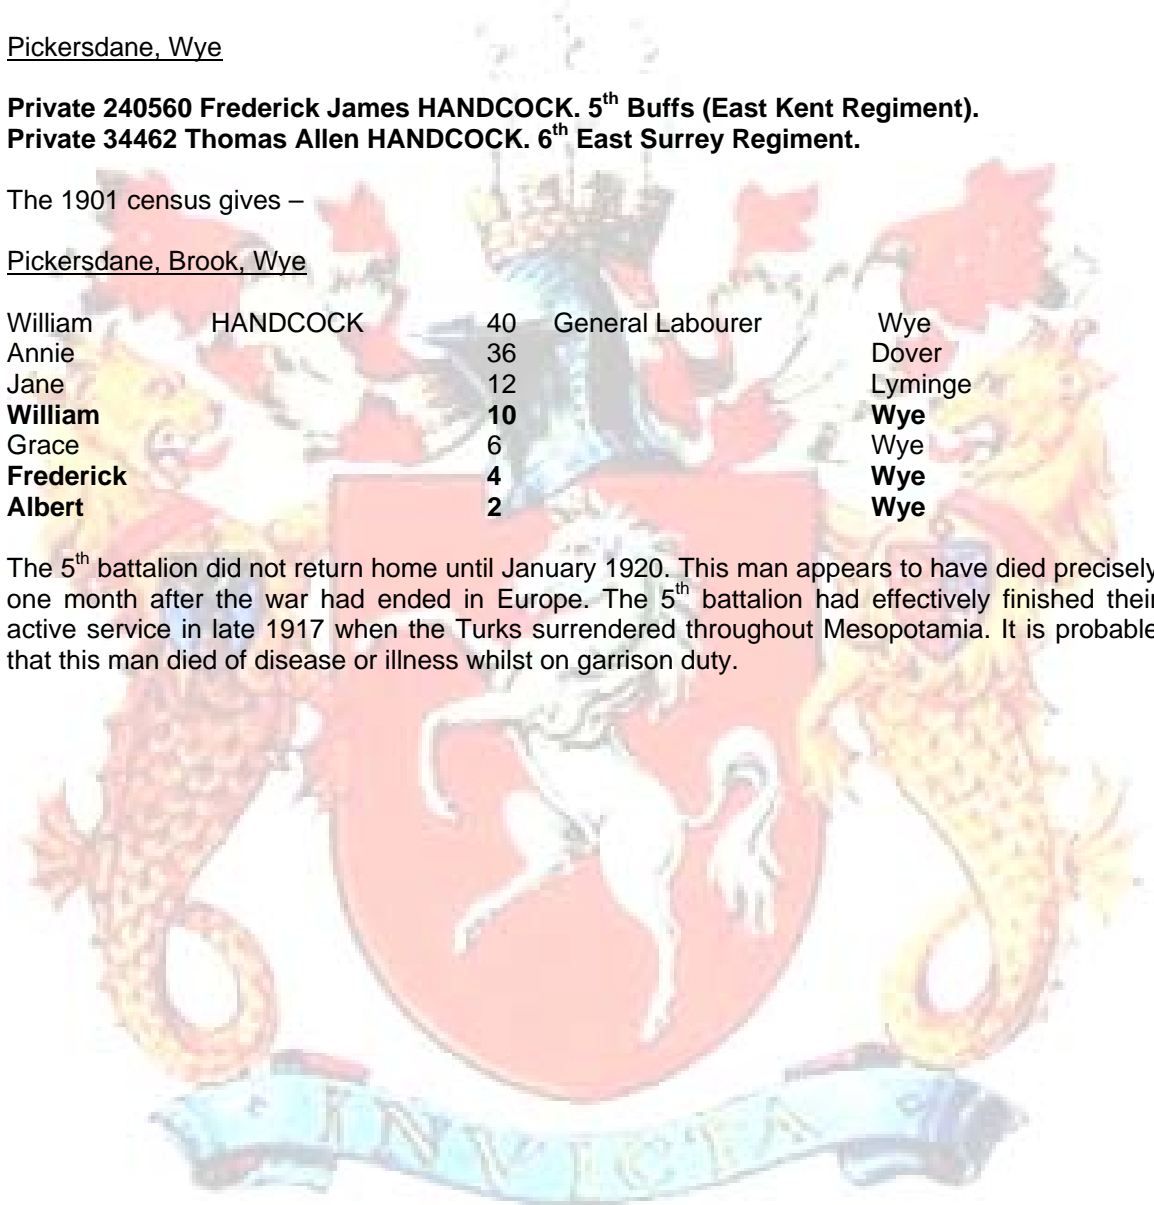 Pickersdane, Wye
Private 240560 Frederick James HANDCOCK. 5th Buffs (East Kent Regiment).
Private 34462 Thomas Allen HANDCOCK. 6th East Surrey Regiment.
The 1901 census gives –
Pickersdane, Brook, Wye
William HANDCOCK 40 General Labourer Wye
Annie 36 Dover
Jane 12 Lyminge
William 10 Wye
Grace 6 Wye
Frederick 4 Wye
Albert 2 Wye
The 5th battalion did not return home until January 1920. This man appears to have died precisely
one month after the war had ended in Europe. The 5th battalion had effectively finished their
active service in late 1917 when the Turks surrendered throughout Mesopotamia. It is probable
that this man died of disease or illness whilst on garrison duty.
INVICTA